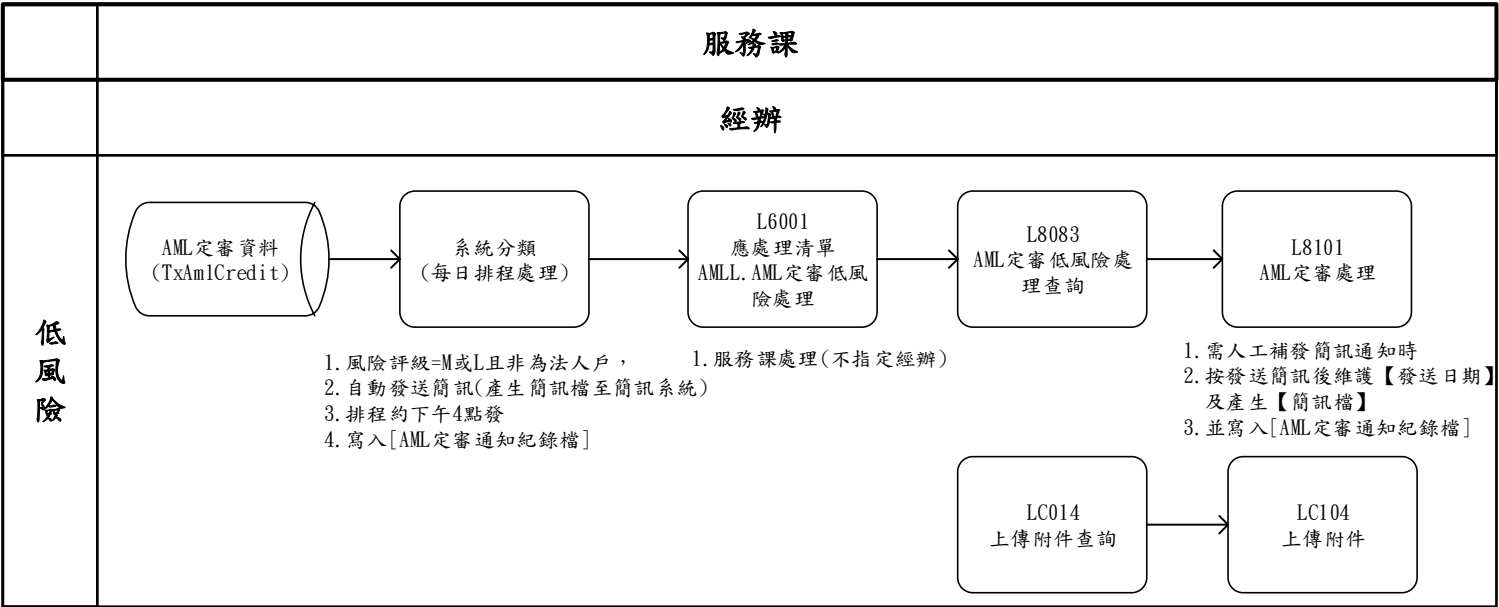 服務課
經辦
低
風
險
AML定審資料
(TxAmlCredit)
系統分類
(每日排程處理)
L6001
應處理清單
AMLL.AML定審低風
險處理
L8083
AML定審低風險處
理查詢
L8101
AML定審處理
1.風險評級=M或L且非為法人戶，
2.自動發送簡訊(產生簡訊檔至簡訊系統)
3.排程約下午4點發
4.寫入[AML定審通知紀錄檔]
1.服務課處理(不指定經辦)
1.需人工補發簡訊通知時
2.按發送簡訊後維護【發送日期】
及產生【簡訊檔】
3.並寫入[AML定審通知紀錄檔]
LC014
上傳附件查詢
LC104
上傳附件